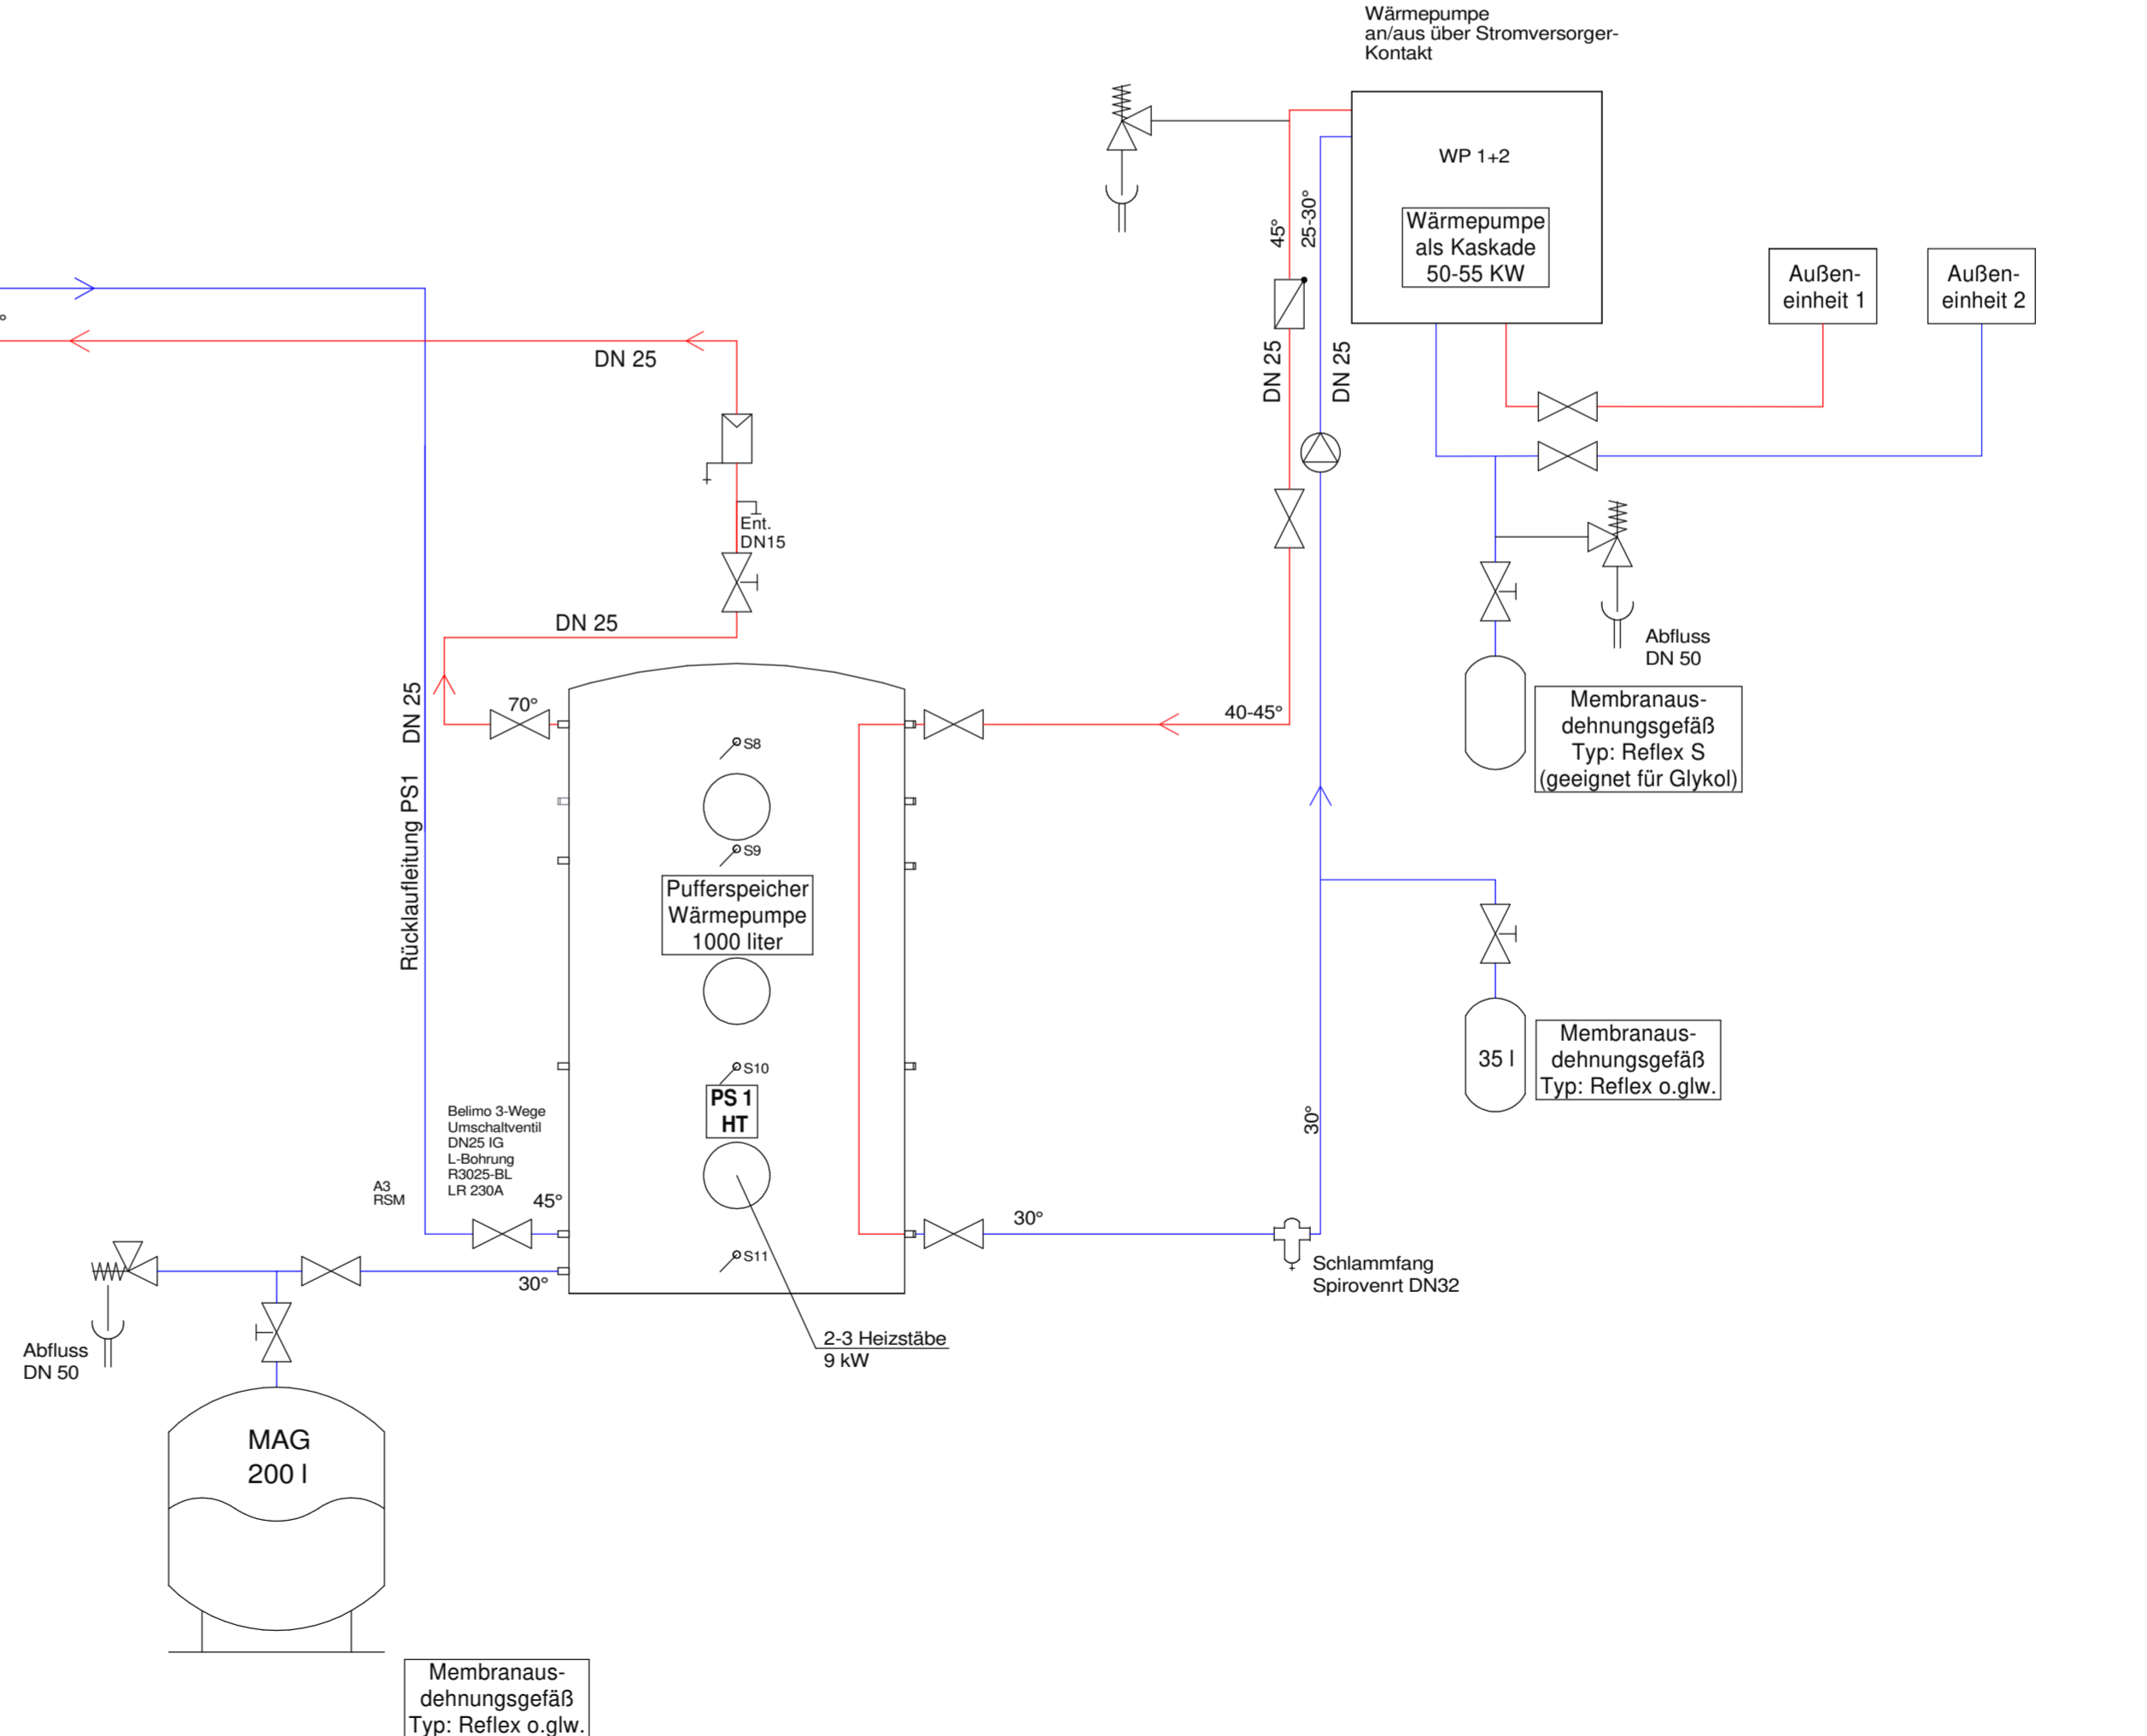 Wärmepumpe
an/aus über Stromversorger-
Kontakt
WP 1+2
Wärmepumpe
als Kaskade
50-55 KW
45°
25-30°
Außen-
einheit 1
Außen-
einheit 2
°
DN 25
DN 25
DN 25
Ent.
DN15
DN 25
Abfluss
DN 50
Membranaus-
dehnungsgefäß
Typ: Reflex S
(geeignet für Glykol)
70°
40-45°
Rücklaufleitung PS1 DN 25
S8
S9
Pufferspeicher
Wärmepumpe
1000 liter
S10
PS 1
HT
35 l
Membranaus-
dehnungsgefäß
Typ: Reflex o.glw.
30°
Belimo 3-Wege
Umschaltventil
DN25 IG
L-Bohrung
R3025-BL
LR 230A
A3
RSM
45°
30°
S11
30°
Schlammfang
Spirovenrt DN32
2-3 Heizstäbe
9 kW
Abfluss
DN 50
MAG
200 l
Membranaus-
dehnungsgefäß
Typ: Reflex o.glw.